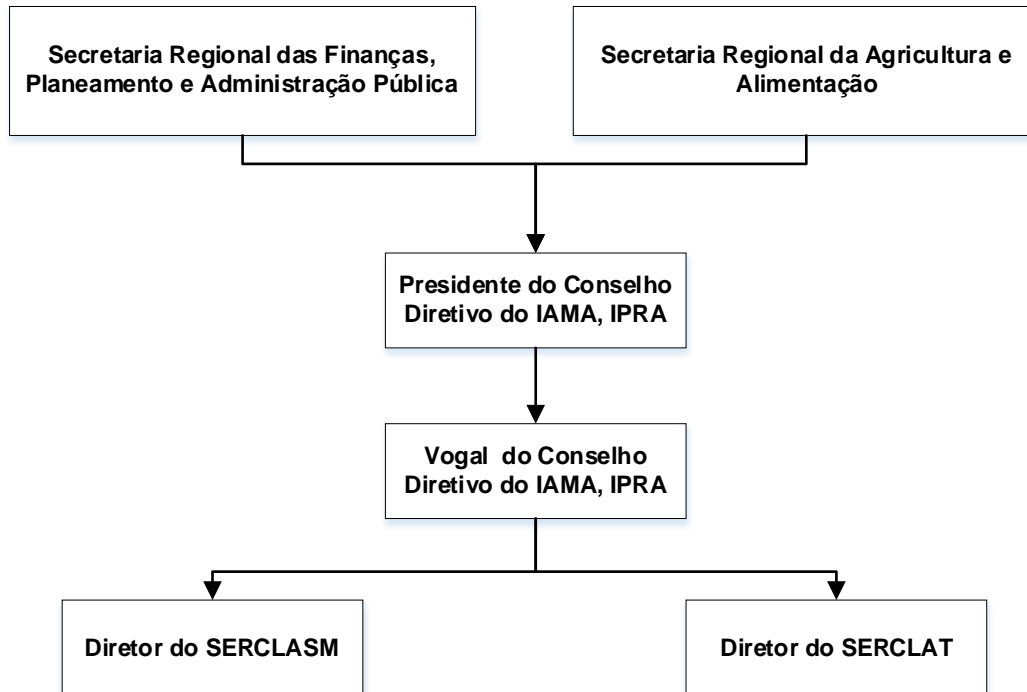 Secretaria Regional das Finanças,
Planeamento e Administração Pública
Secretaria Regional da Agricultura e
Alimentação
Presidente do Conselho
Diretivo do IAMA, IPRA
Vogal do Conselho
Diretivo do IAMA, IPRA
Diretor do SERCLASM
Diretor do SERCLAT